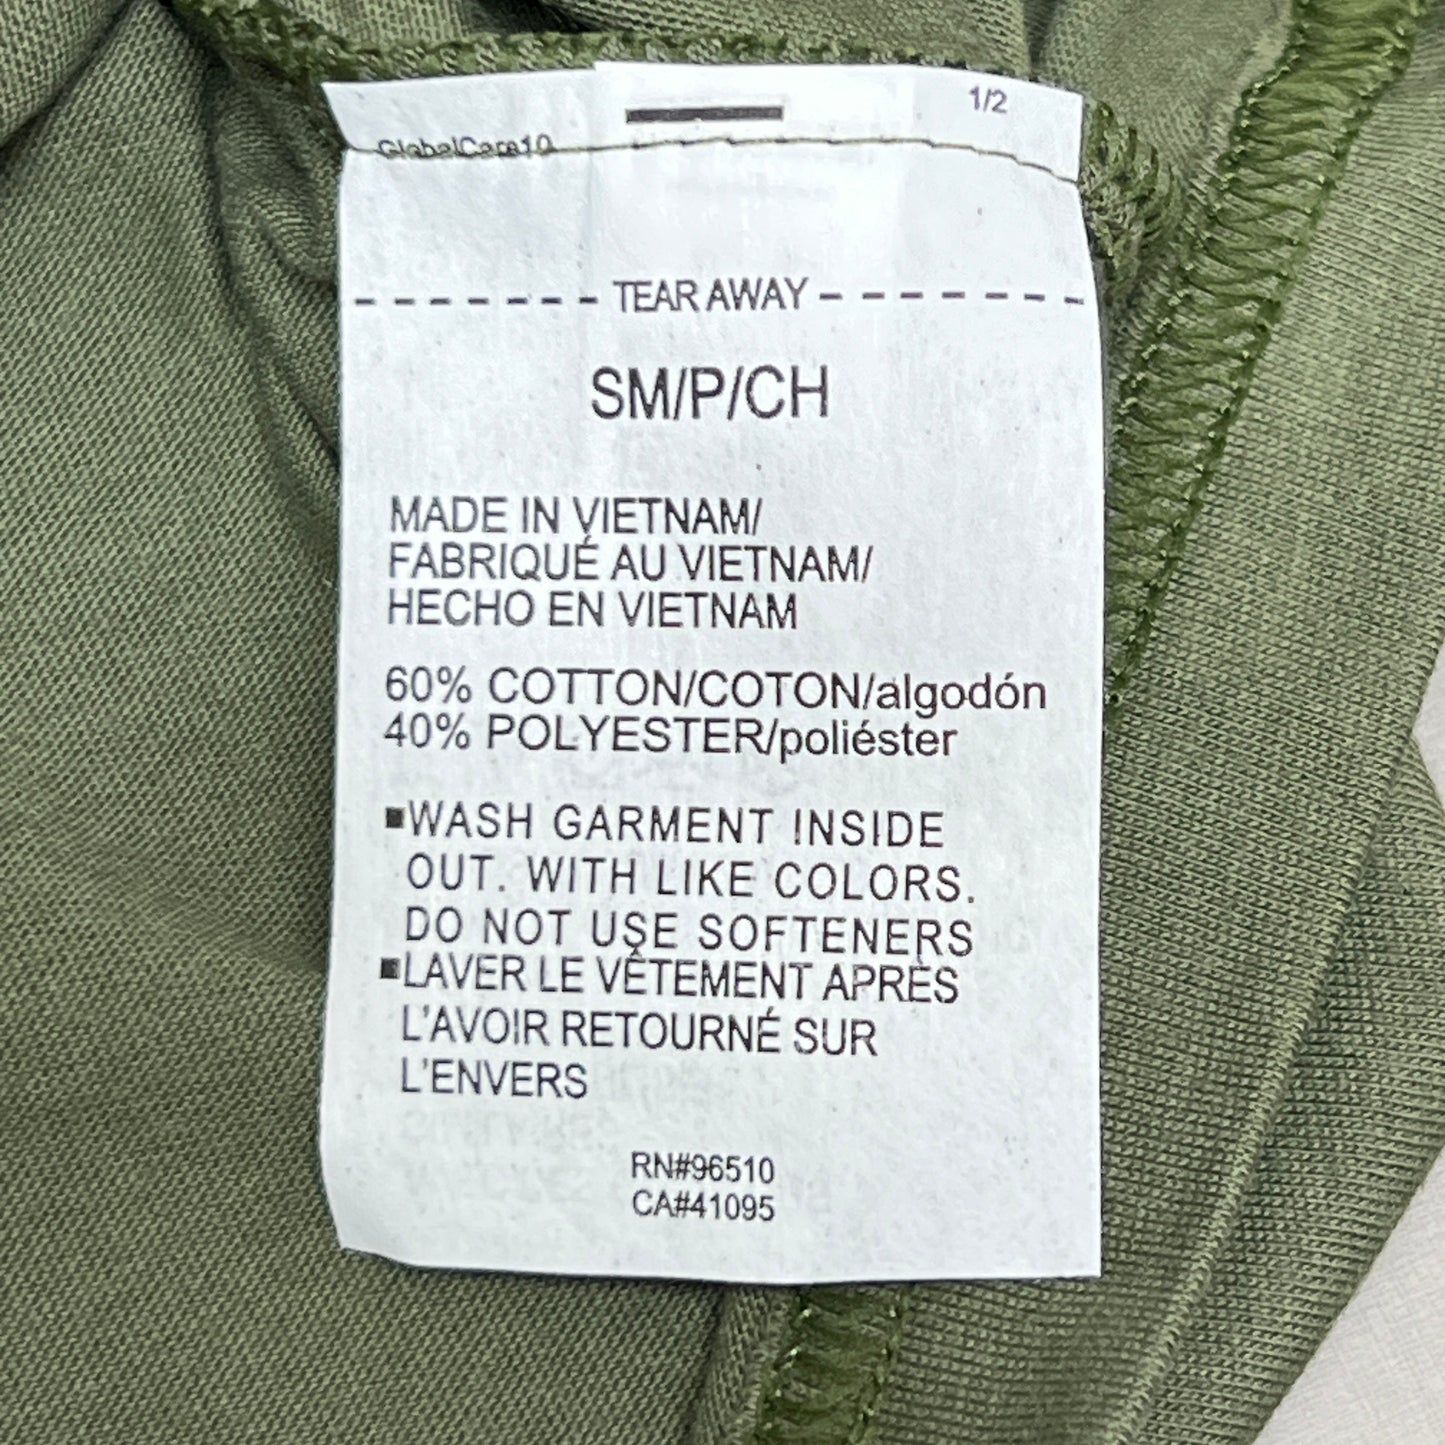 1/2
GlobalCare10
TEAR AWAY
SM/P/CH
MADE IN VIETNAM/
FABRIQUÉ AU VIETNAM/
HECHO EN VIETNAM
60% COTTON/COTON/algodón
40% POLYESTER/poliéster
▪WASH GARMENT INSIDE
OUT. WITH LIKE COLORS.
DO NOT USE SOFTENERS
▪LAVER LE VÊTEMENT APRÈS
L'AVOIR RETOURNÉ SUR
L'ENVERS
RN#96510
CA#41095